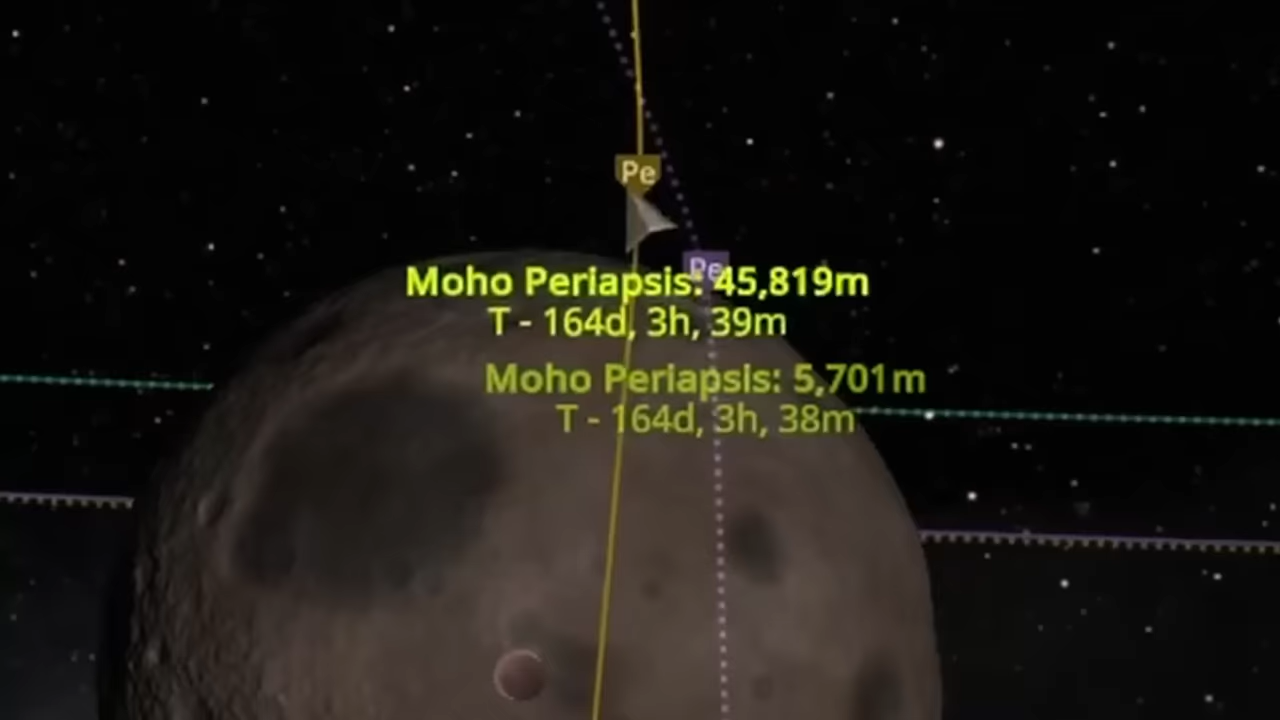 Pe
Pe
Moho Periapsis: 45,819m
T - 164d, 3h, 39m
Moho Periapsis: 5,701m
T - 164d, 3h, 38m